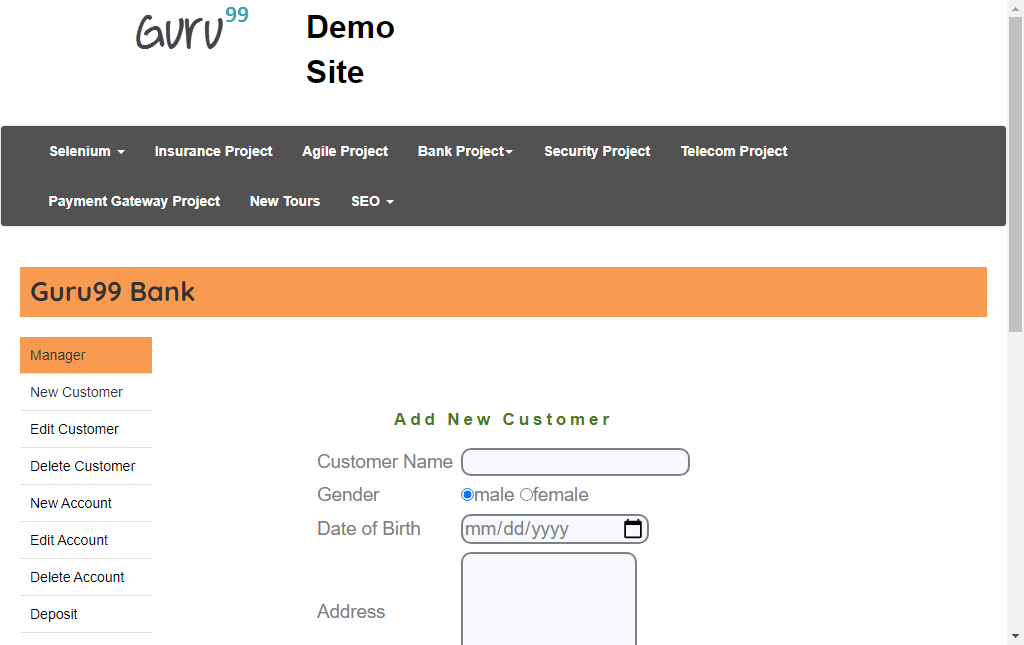 Guru99
Demo
Site
Selenium Insurance Project Agile Project Bank Project Security Project Telecom Project
Payment Gateway Project New Tours SEO
Guru99 Bank
Manager
New Customer
Edit Customer
Delete Customer
New Account
Edit Account
Delete Account
Deposit
Add New Customer
Customer Name
Gender male female
Date of Birth mm/dd/yyyy
Address